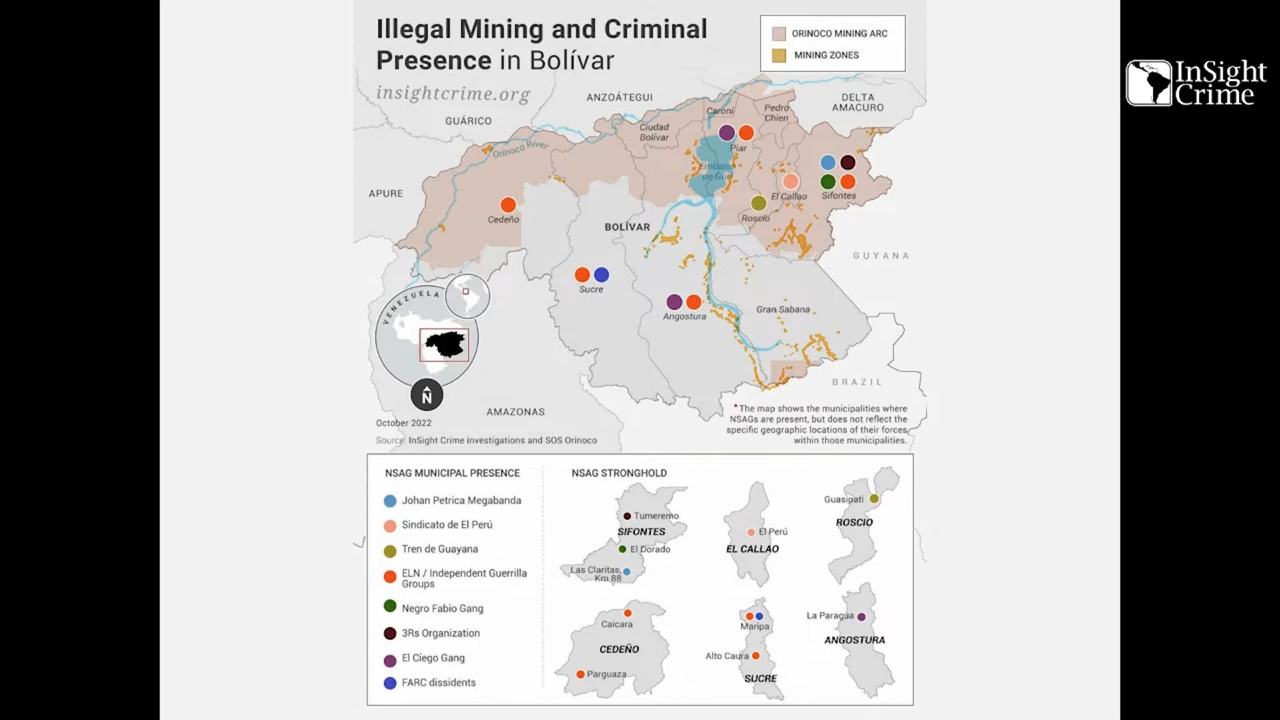 Illegal Mining and Criminal
Presence in Bolívar
insightcrime.org
ORINOCO MINING ARC
MINING ZONES
InSight
Crime
ANZOÁTEGUI
DELTA
AMACURO
GUÁRICO
Caroní
Pedro
Chien
Ciudad
Bolívar
Orinoco River
Piar
Embalse
de Guri
APURE
Cedeño
El Callao
Sifontes
Roscio
BOLÍVAR
GUYANA
Sucre
Angostura
Gran Sabana
VENEZUELA
N
BRAZIL
AMAZONAS
*The map shows the municipalities where
NSAGs are present, but does not reflect the
specific geographic locations of their forces
within those municipalities.
October 2022
Source: InSight Crime investigations and SOS Orinoco
NSAG MUNICIPAL PRESENCE
Johan Petrica Megabanda
Sindicato de El Perú
Tren de Guayana
ELN / Independent Guerrilla
Groups
Negro Fabio Gang
3Rs Organization
El Ciego Gang
FARC dissidents
NSAG STRONGHOLD
Tumeremo
SIFONTES
El Dorado
Las Claritas,
Km 88
El Perú
EL CALLAO
Guasipati
ROSCIO
Caicara
CEDEÑO
Parguaza
Maripa
Alto Caura
SUCRE
La Paragua
ANGOSTURA